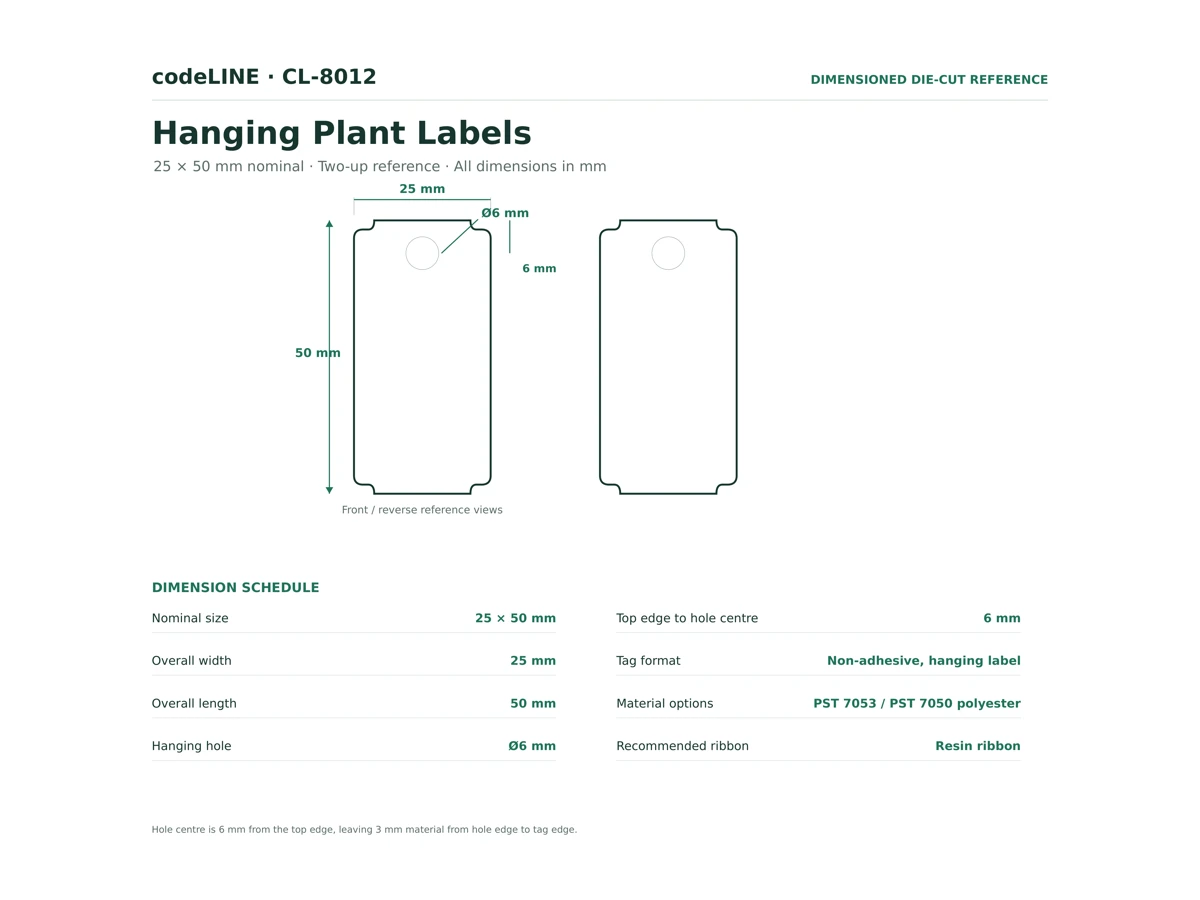 codeLINE · CL-8012
DIMENSIONED DIE-CUT REFERENCE
Hanging Plant Labels
25 × 50 mm nominal · Two-up reference · All dimensions in mm
25 mm
Ø6 mm
6 mm
50 mm
Front / reverse reference views
DIMENSION SCHEDULE
Nominal size 25 × 50 mm
Top edge to hole centre 6 mm
Overall width 25 mm
Tag format Non-adhesive, hanging label
Overall length 50 mm
Material options PST 7053 / PST 7050 polyester
Hanging hole Ø6 mm
Recommended ribbon Resin ribbon
Hole centre is 6 mm from the top edge, leaving 3 mm material from hole edge to tag edge.